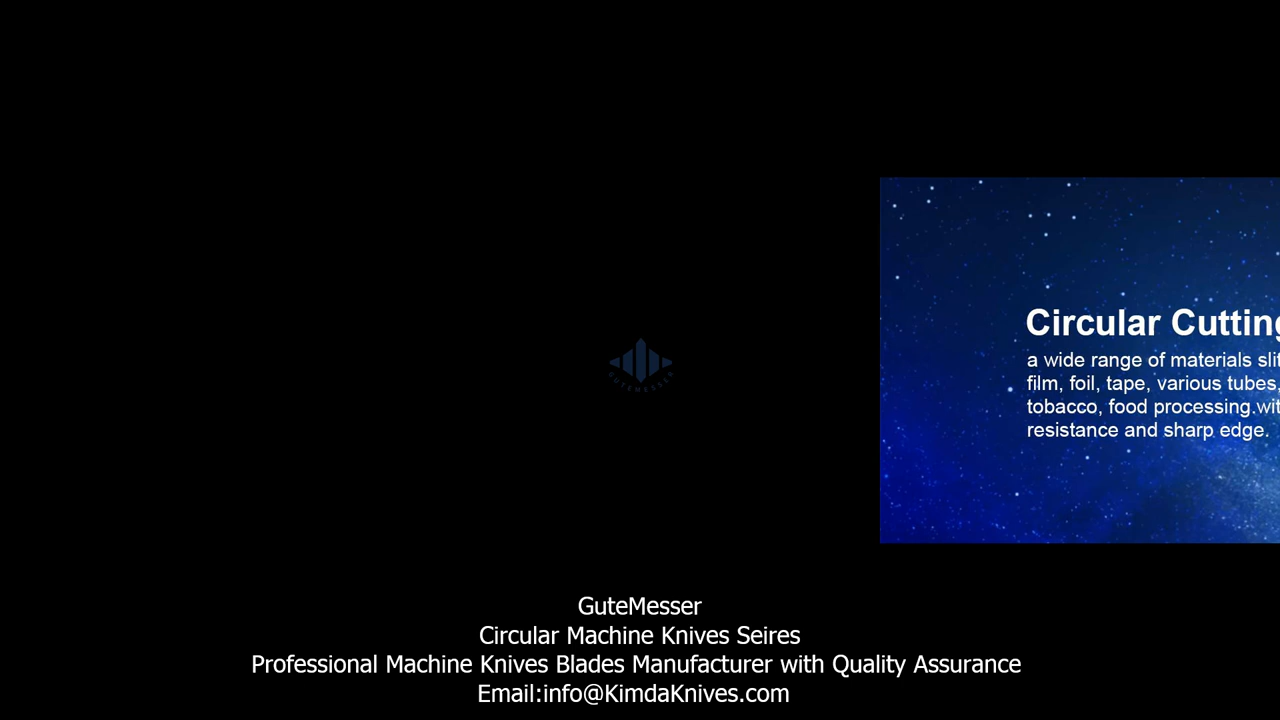 GUTEMESSER
Circular Cutting
a wide range of materials slit
film, foil, tape, various tubes,
tobacco, food processing.wit
resistance and sharp edge.
GuteMesser
Circular Machine Knives Seires
Professional Machine Knives Blades Manufacturer with Quality Assurance
Email:info@KimdaKnives.com